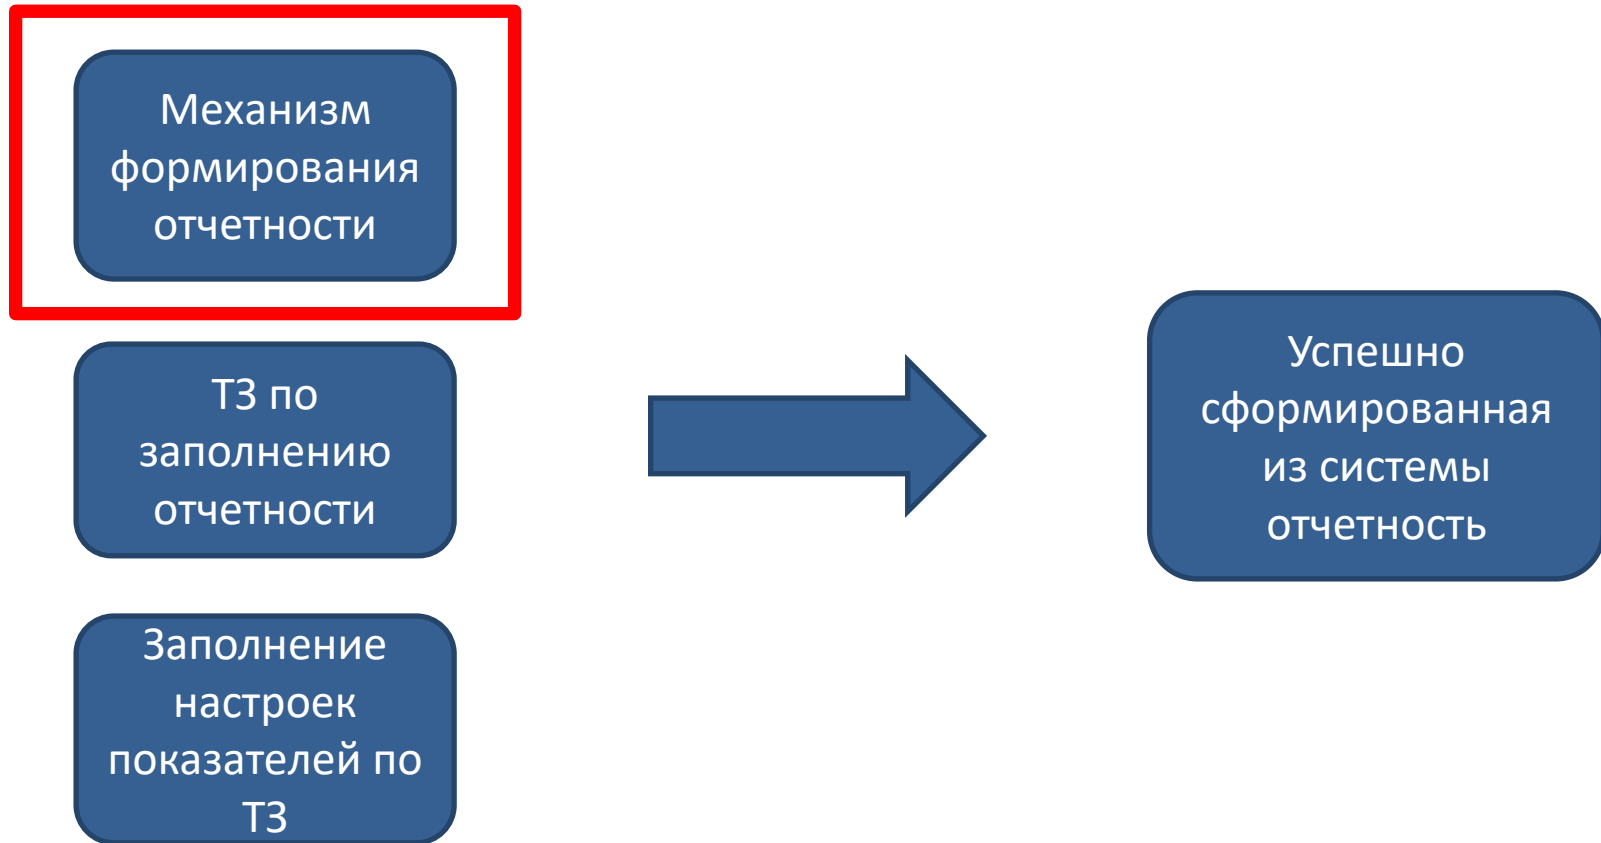 Механизм
формирования
отчетности
ТЗ по
заполнению
отчетности
Заполнение
настроек
показателей по
ТЗ
Успешно
сформированная
из системы
отчетность